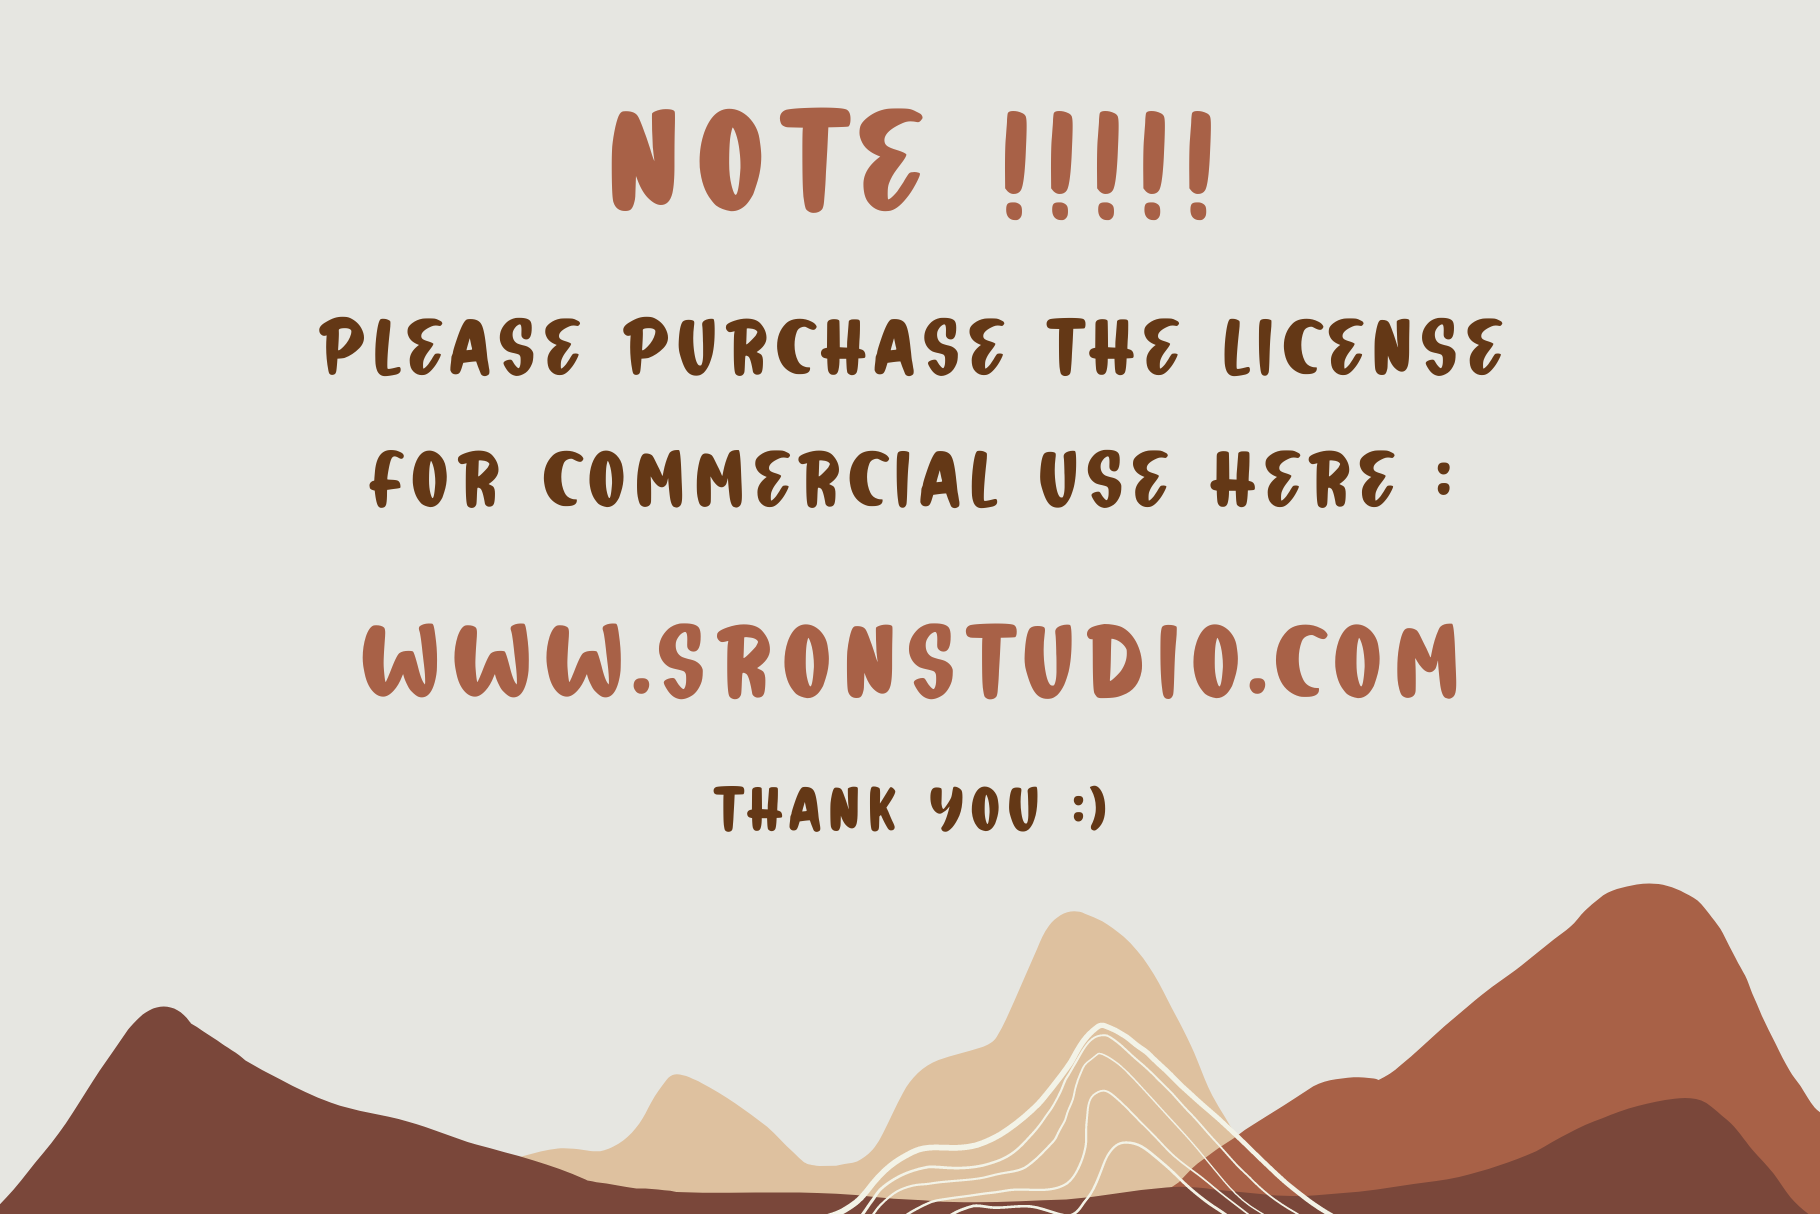 NOTE !!!!!
PLEASE PURCHASE THE LICENSE
FOR COMMERCIAL USE HERE :
WWW.SRONSTUDIO.COM
THANK YOU :)